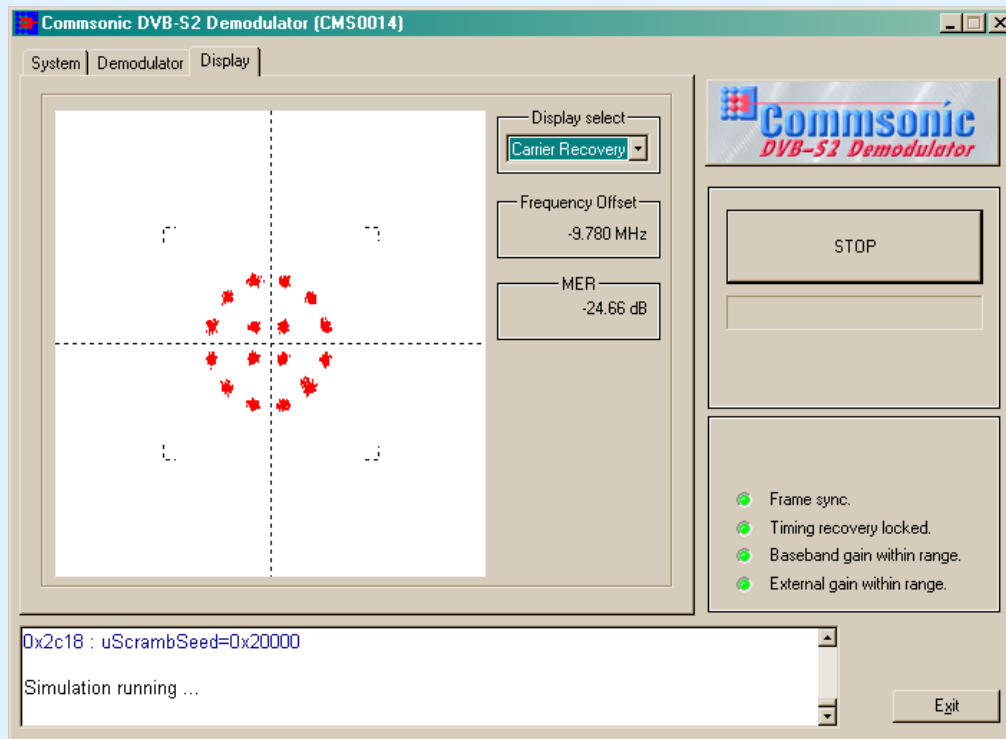 Commsonic DVB-S2 Demodulator (CMS0014)
System Demodulator Display
Display select
Carrier Recovery
Frequency Offset
-9.780 MHz
MER
-24.66 dB
Commsonic
DVB-S2 Demodulator
STOP
Frame sync.
Timing recovery locked.
Baseband gain within range.
External gain within range.
0x2c18 : uScrambSeed=0x20000
Simulation running ...
Exit